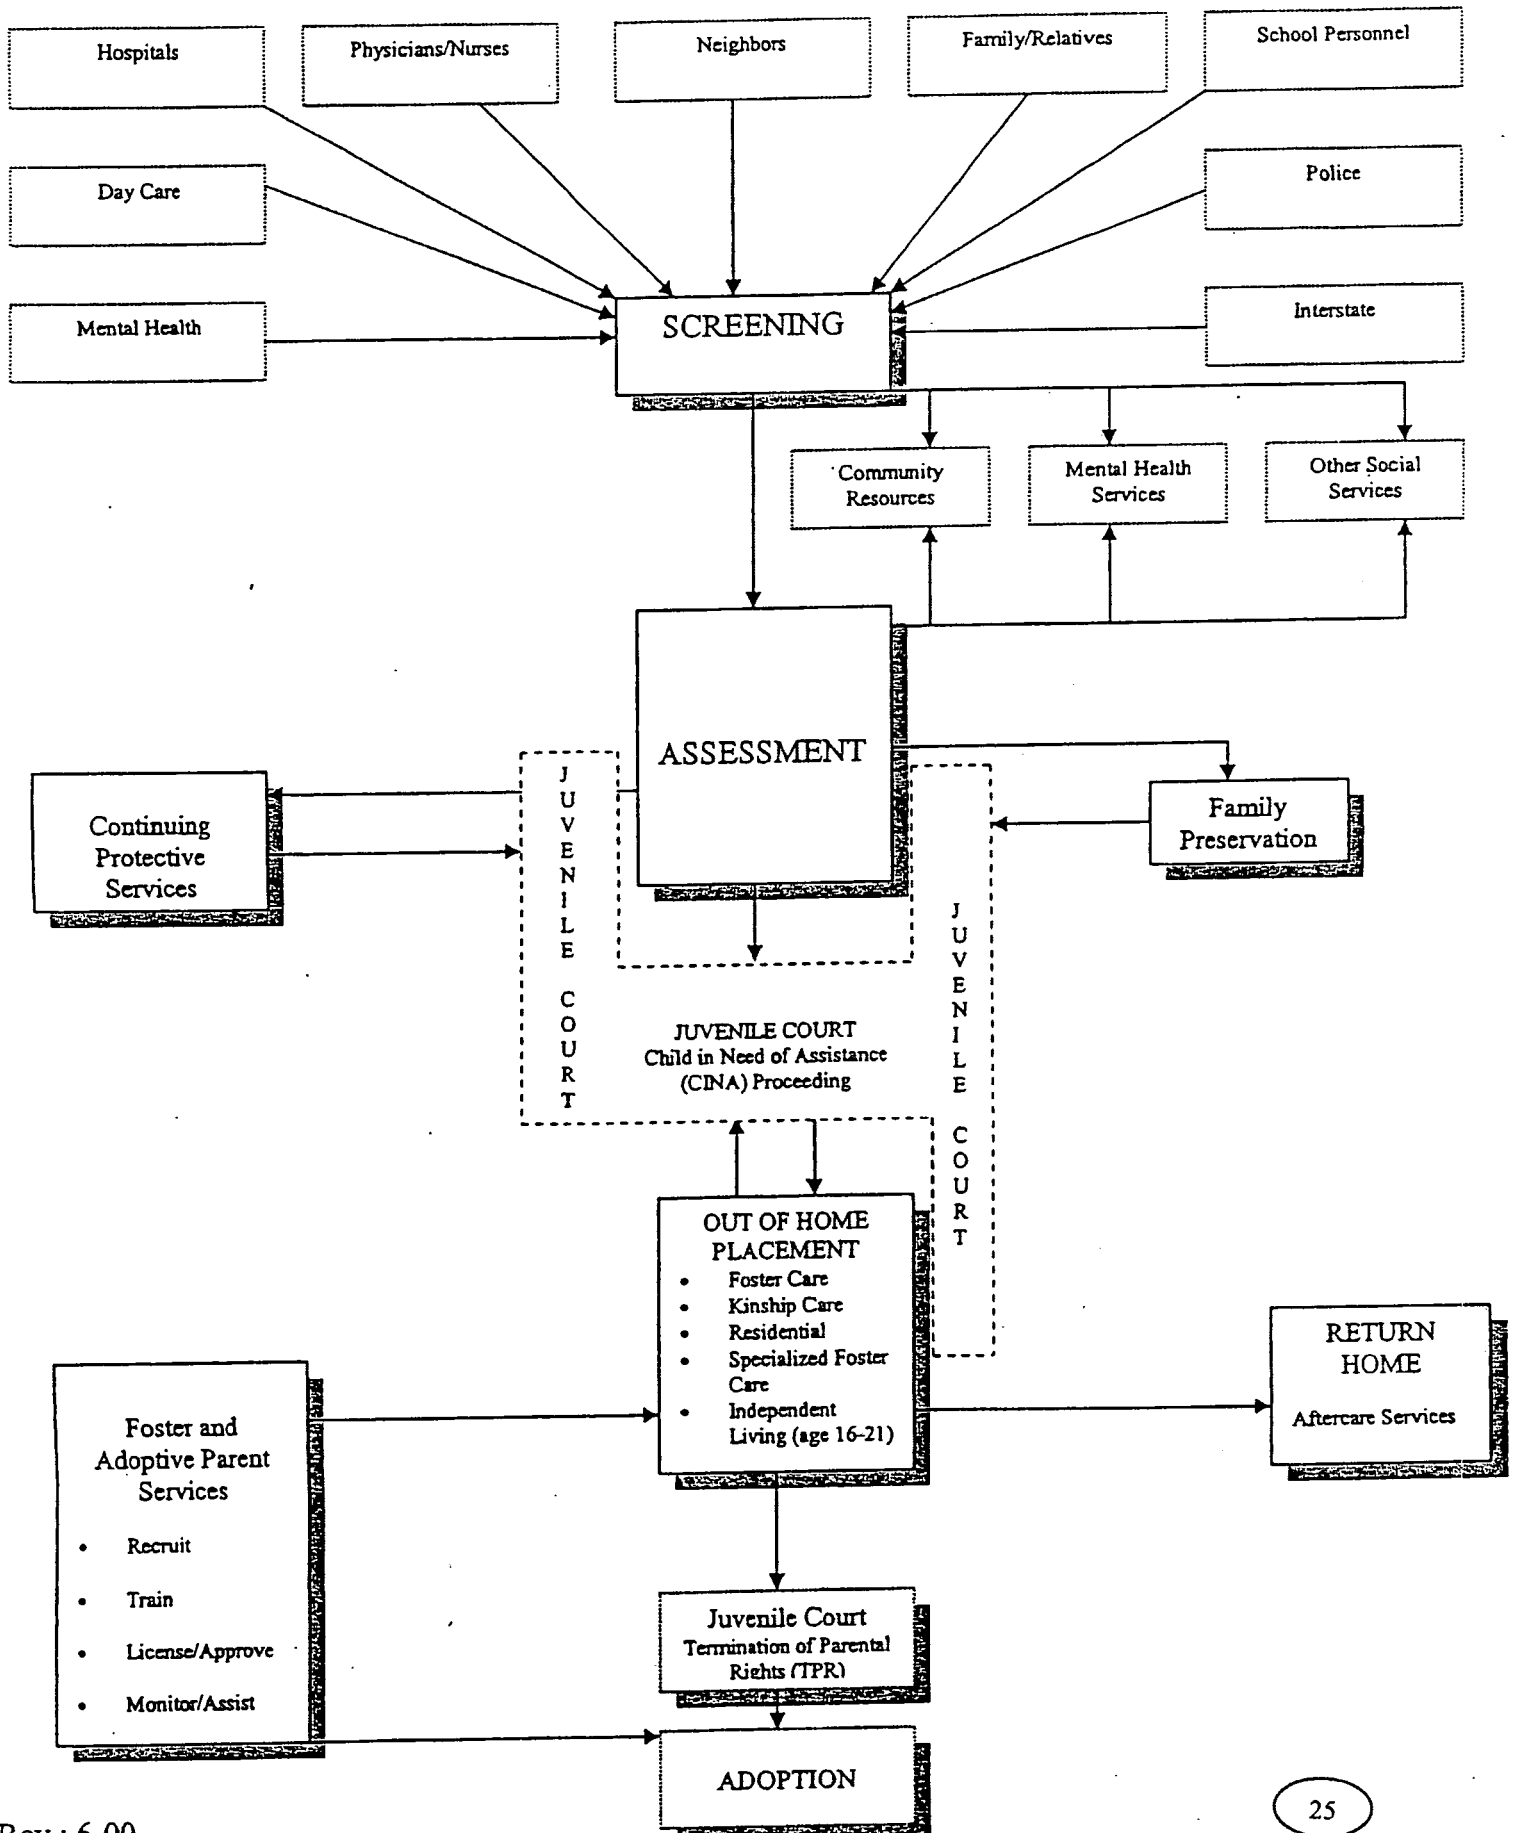 Hospitals
Physicians/Nurses
Neighbors
Family/Relatives
School Personnel
Day Care
Police
Mental Health
SCREENING
Interstate
Community
Resources
Mental Health
Services
Other Social
Services
ASSESSMENT
Continuing
Protective
Services
JUVENILE COURT
Family
Preservation
JUVENILE COURT
JUVENILE COURT
Child in Need of Assistance
(CINA) Proceeding
OUT OF HOME
PLACEMENT
• Foster Care
• Kinship Care
• Residential
• Specialized Foster
Care
• Independent
Living (age 16-21)
RETURN
HOME
Aftercare Services
Foster and
Adoptive Parent
Services
• Recruit
• Train
• License/Approve
• Monitor/Assist
Juvenile Court
Termination of Parental
Rights (TPR)
ADOPTION
25